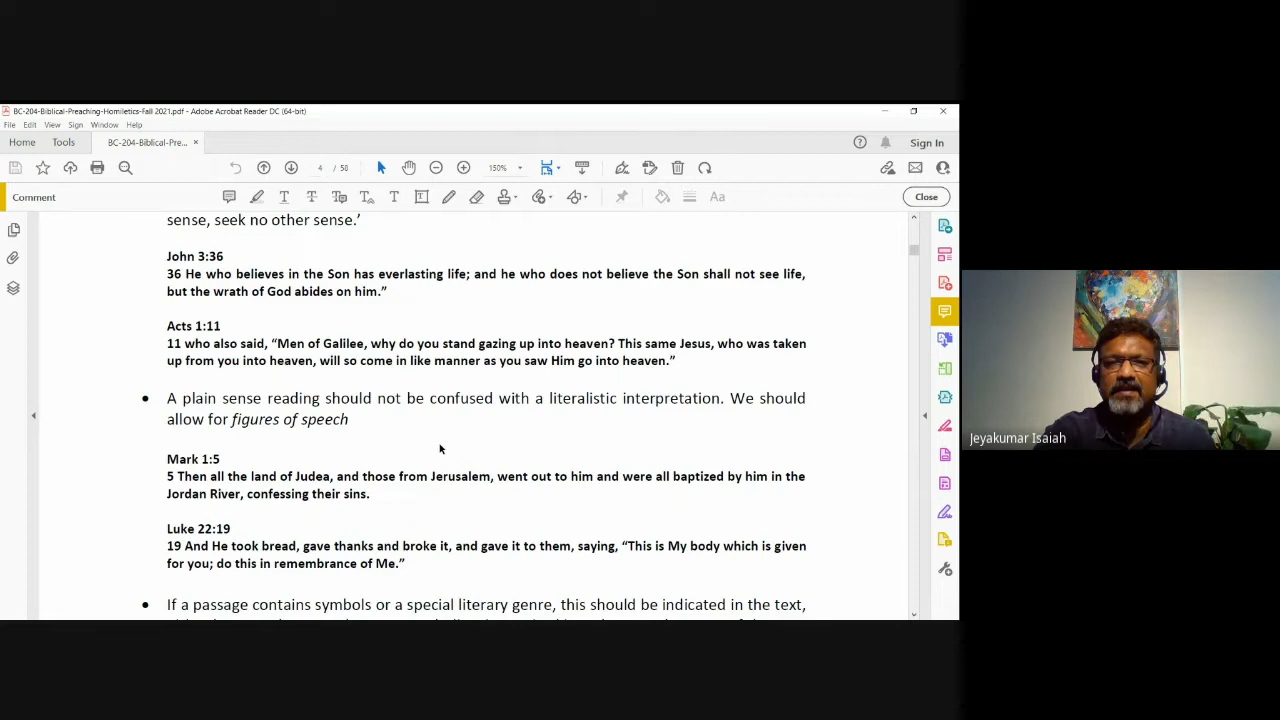 BC-204-Biblical-Preaching-Homiletics-Fall 2021.pdf - Adobe Acrobat Reader DC (64-bit)
File Edit View Sign Window Help
Home Tools BC-204-Biblical-Pre... × Sign In
4 / 58 150%
Comment Close
sense, seek no other sense.’
John 3:36
36 He who believes in the Son has everlasting life; and he who does not believe the Son shall not see life,
but the wrath of God abides on him.”
Acts 1:11
11 who also said, “Men of Galilee, why do you stand gazing up into heaven? This same Jesus, who was taken
up from you into heaven, will so come in like manner as you saw Him go into heaven.”
• A plain sense reading should not be confused with a literalistic interpretation. We should
allow for figures of speech
Mark 1:5
5 Then all the land of Judea, and those from Jerusalem, went out to him and were all baptized by him in the
Jordan River, confessing their sins.
Luke 22:19
19 And He took bread, gave thanks and broke it, and gave it to them, saying, “This is My body which is given
for you; do this in remembrance of Me.”
• If a passage contains symbols or a special literary genre, this should be indicated in the text,
Jeyakumar Isaiah